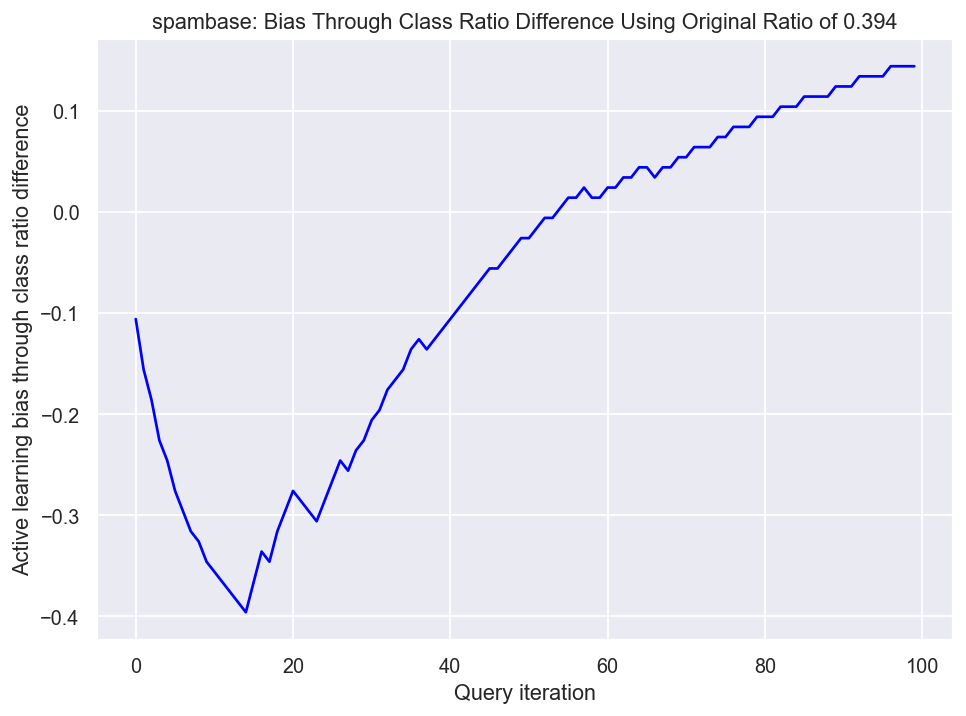 spambase: Bias Through Class Ratio Difference Using Original Ratio of 0.394
Active learning bias through class ratio difference
0.1
0.0
−0.1
−0.2
−0.3
−0.4
0 20 40 60 80 100
Query iteration